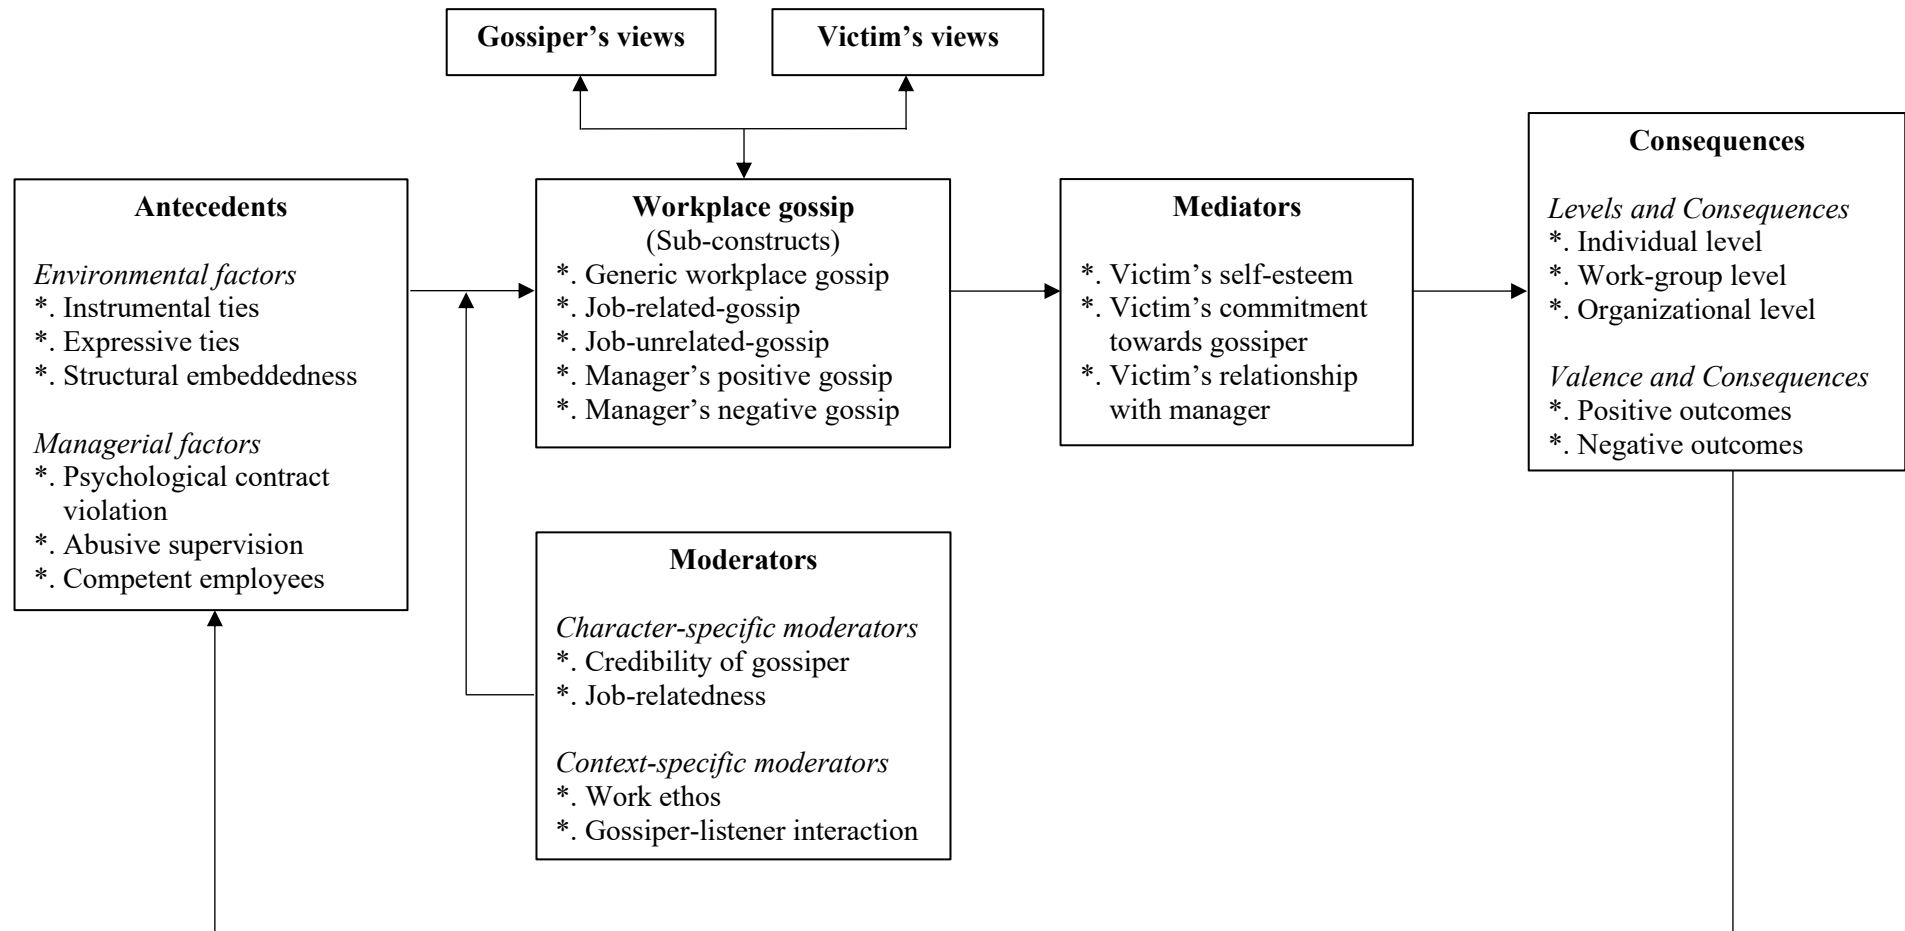 Gossiper’s views
Victim’s views
Antecedents
Environmental factors
*. Instrumental ties
*. Expressive ties
*. Structural embeddedness
Managerial factors
*. Psychological contract
violation
*. Abusive supervision
*. Competent employees
Workplace gossip
(Sub-constructs)
*. Generic workplace gossip
*. Job-related-gossip
*. Job-unrelated-gossip
*. Manager’s positive gossip
*. Manager’s negative gossip
Moderators
Character-specific moderators
*. Credibility of gossiper
*. Job-relatedness
Context-specific moderators
*. Work ethos
*. Gossiper-listener interaction
Mediators
*. Victim’s self-esteem
*. Victim’s commitment
towards gossiper
*. Victim’s relationship
with manager
Consequences
Levels and Consequences
*. Individual level
*. Work-group level
*. Organizational level
Valence and Consequences
*. Positive outcomes
*. Negative outcomes